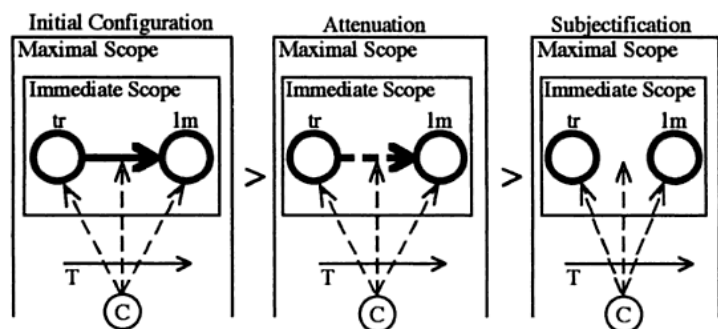 Initial Configuration
Maximal Scope
Immediate Scope
tr lm
T
C
>
Attenuation
Maximal Scope
Immediate Scope
tr lm
T
C
>
Subjectification
Maximal Scope
Immediate Scope
tr lm
T
C